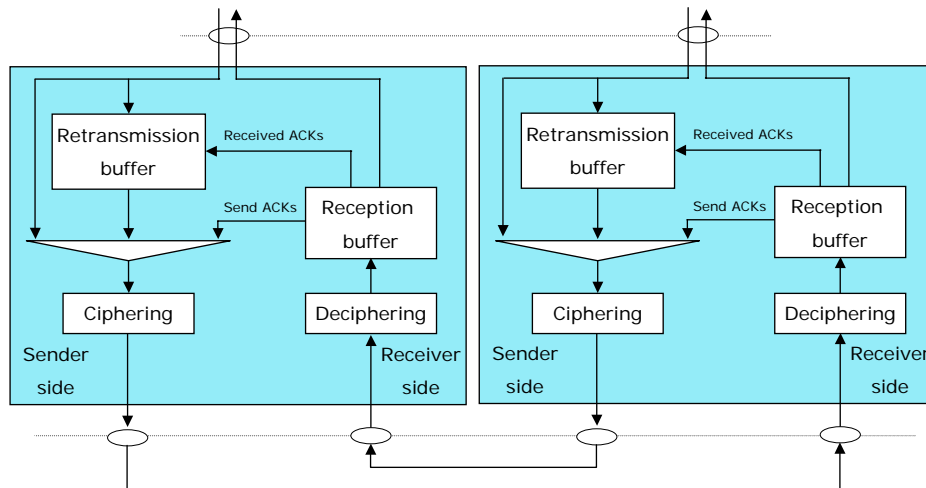 Retransmission
buffer
Received ACKs
Send ACKs
Reception
buffer
Ciphering
Deciphering
Sender
side
Receiver
side
Retransmission
buffer
Received ACKs
Send ACKs
Reception
buffer
Ciphering
Deciphering
Sender
side
Receiver
side